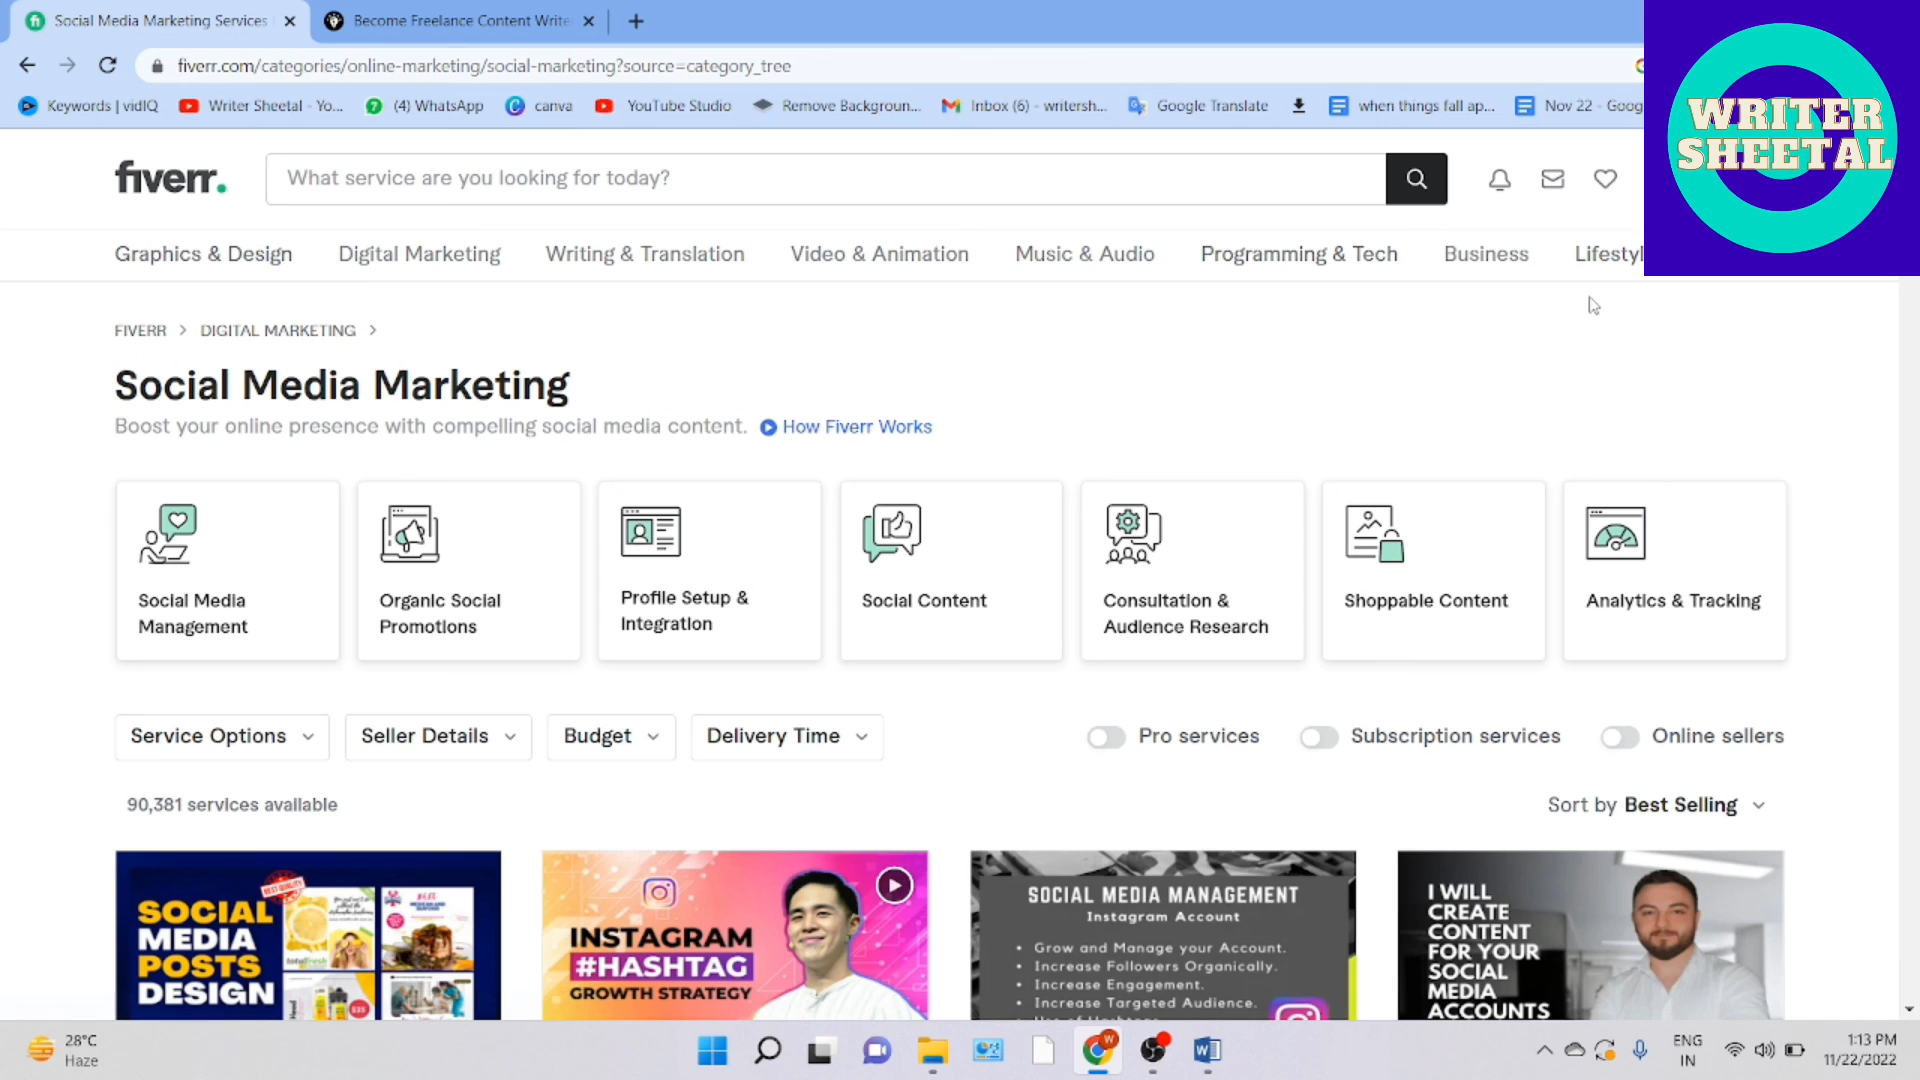 Social Media Marketing Services
Become Freelance Content Write
fiverr.com/categories/online-marketing/social-marketing?source=category_tree
Keywords | vidIQ
Writer Sheetal - Yo...
(4) WhatsApp
canva
YouTube Studio
Remove Backgroun...
Inbox (6) - writersh...
Google Translate
when things fall ap...
Nov 22 - Goog
WRITER
SHEETAL
fiverr.
What service are you looking for today?
Graphics & Design
Digital Marketing
Writing & Translation
Video & Animation
Music & Audio
Programming & Tech
Business
Lifestyl
FIVERR > DIGITAL MARKETING >
Social Media Marketing
Boost your online presence with compelling social media content.
How Fiverr Works
Social Media
Management
Organic Social
Promotions
Profile Setup &
Integration
Social Content
Consultation &
Audience Research
Shoppable Content
Analytics & Tracking
Service Options
Seller Details
Budget
Delivery Time
Pro services
Subscription services
Online sellers
90,381 services available
Sort by Best Selling
BEST QUALITY
SOCIAL
MEDIA
POSTS
DESIGN
INSTAGRAM
#HASHTAG
GROWTH STRATEGY
SOCIAL MEDIA MANAGEMENT
Instagram Account
• Grow and Manage your Account.
• Increase Followers Organically.
• Increase Engagement.
• Increase Targeted Audience.
I WILL
CREATE
CONTENT
FOR YOUR
SOCIAL
MEDIA
ACCOUNTS
28°C
Haze
W
ENG
IN
1:13 PM
11/22/2022